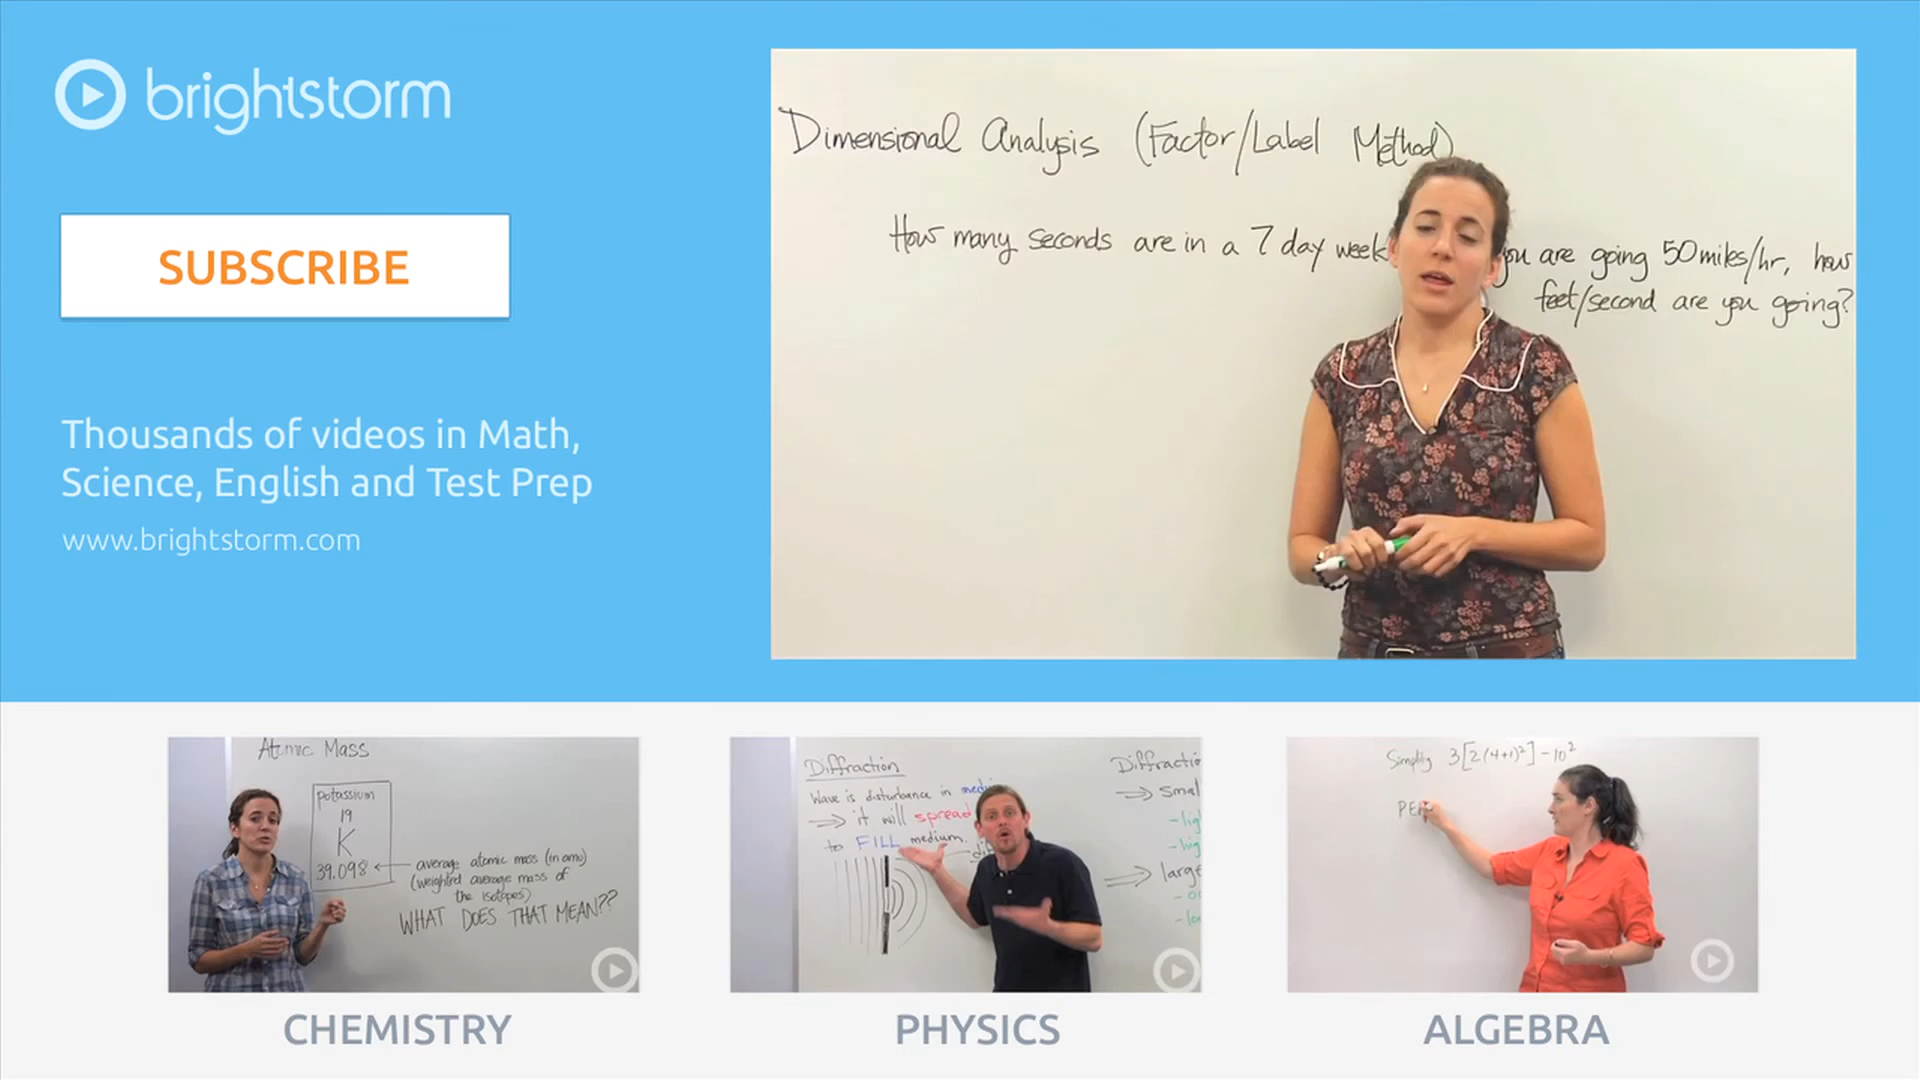 brightstorm
SUBSCRIBE
Thousands of videos in Math,
Science, English and Test Prep
www.brightstorm.com
Dimensional Analysis (Factor/Label Method)
How many seconds are in a 7 day week
you are going 50 miles/hr, how
feet/second are you going?
Atomic Mass
potassium
19
K
39.098 ← average atomic mass (in amu)
(weighted average mass of
the isotopes)
WHAT DOES THAT MEAN??
Diffraction
Wave is disturbance in
⇒ it will spread
to FILL medium.
⇒
⇒ large
Simplify 3[2(4+1)²]-10²
CHEMISTRY
PHYSICS
ALGEBRA